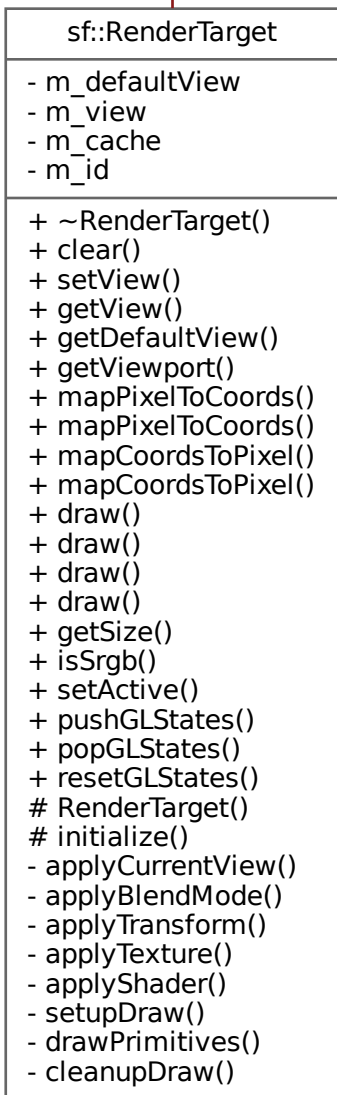 sf::RenderTarget
- m_defaultView
- m_view
- m_cache
- m_id
+ ~RenderTarget()
+ clear()
+ setView()
+ getView()
+ getDefaultView()
+ getViewport()
+ mapPixelToCoords()
+ mapPixelToCoords()
+ mapCoordsToPixel()
+ mapCoordsToPixel()
+ draw()
+ draw()
+ draw()
+ draw()
+ getSize()
+ isSrgb()
+ setActive()
+ pushGLStates()
+ popGLStates()
+ resetGLStates()
# RenderTarget()
# initialize()
- applyCurrentView()
- applyBlendMode()
- applyTransform()
- applyTexture()
- applyShader()
- setupDraw()
- drawPrimitives()
- cleanupDraw()